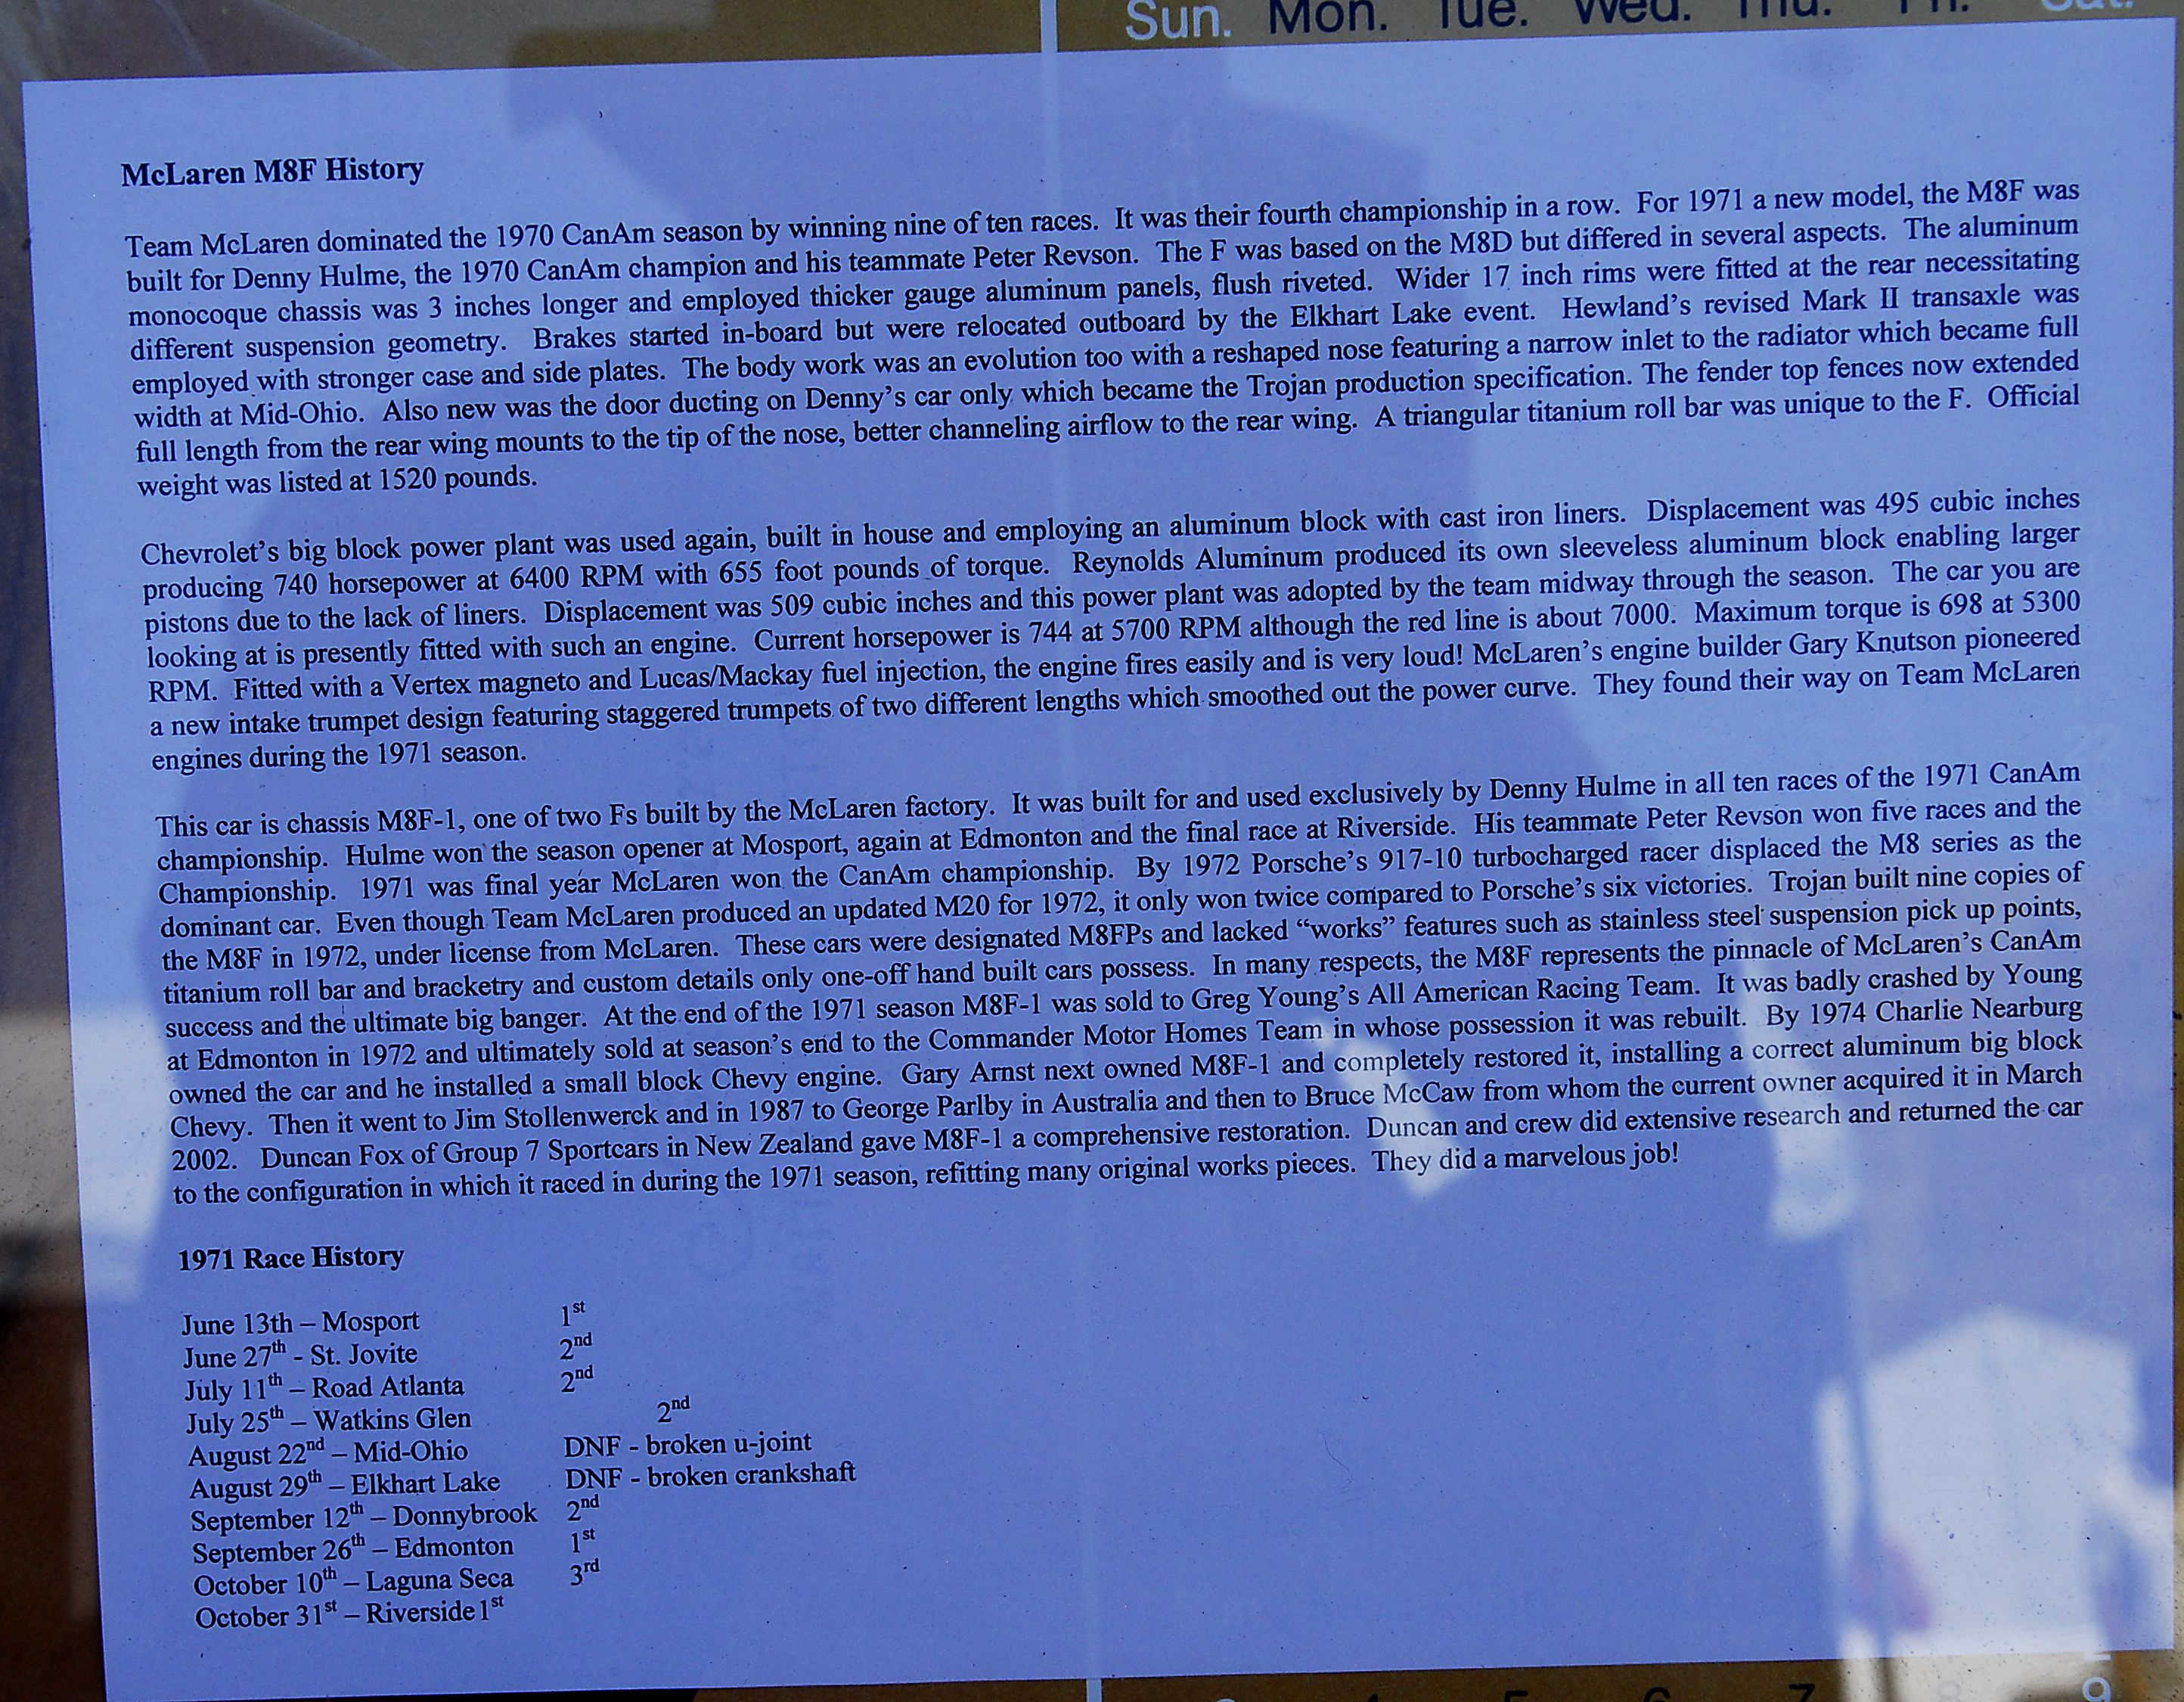 Sun. Mon. Tue. Wed. Thu. Fri. Sat.
McLaren M8F History
Team McLaren dominated the 1970 CanAm season by winning nine of ten races. It was their fourth championship in a row. For 1971 a new model, the M8F was
built for Denny Hulme, the 1970 CanAm champion and his teammate Peter Revson. The F was based on the M8D but differed in several aspects. The aluminum
monocoque chassis was 3 inches longer and employed thicker gauge aluminum panels, flush riveted. Wider 17 inch rims were fitted at the rear necessitating
different suspension geometry. Brakes started in-board but were relocated outboard by the Elkhart Lake event. Hewland's revised Mark II transaxle was
employed with stronger case and side plates. The body work was an evolution too with a reshaped nose featuring a narrow inlet to the radiator which became full
width at Mid-Ohio. Also new was the door ducting on Denny's car only which became the Trojan production specification. The fender top fences now extended
full length from the rear wing mounts to the tip of the nose, better channeling airflow to the rear wing. A triangular titanium roll bar was unique to the F. Official
weight was listed at 1520 pounds.
Chevrolet's big block power plant was used again, built in house and employing an aluminum block with cast iron liners. Displacement was 495 cubic inches
producing 740 horsepower at 6400 RPM with 655 foot pounds of torque. Reynolds Aluminum produced its own sleeveless aluminum block enabling larger
pistons due to the lack of liners. Displacement was 509 cubic inches and this power plant was adopted by the team midway through the season. The car you are
looking at is presently fitted with such an engine. Current horsepower is 744 at 5700 RPM although the red line is about 7000. Maximum torque is 698 at 5300
RPM. Fitted with a Vertex magneto and Lucas/Mackay fuel injection, the engine fires easily and is very loud! McLaren's engine builder Gary Knutson pioneered
a new intake trumpet design featuring staggered trumpets of two different lengths which smoothed out the power curve. They found their way on Team McLaren
engines during the 1971 season.
This car is chassis M8F-1, one of two Fs built by the McLaren factory. It was built for and used exclusively by Denny Hulme in all ten races of the 1971 CanAm
championship. Hulme won the season opener at Mosport, again at Edmonton and the final race at Riverside. His teammate Peter Revson won five races and the
Championship. 1971 was final year McLaren won the CanAm championship. By 1972 Porsche's 917-10 turbocharged racer displaced the M8 series as the
dominant car. Even though Team McLaren produced an updated M20 for 1972, it only won twice compared to Porsche's six victories. Trojan built nine copies of
the M8F in 1972, under license from McLaren. These cars were designated M8FPs and lacked “works” features such as stainless steel suspension pick up points,
titanium roll bar and bracketry and custom details only one-off hand built cars possess. In many respects, the M8F represents the pinnacle of McLaren's CanAm
success and the ultimate big banger. At the end of the 1971 season M8F-1 was sold to Greg Young's All American Racing Team. It was badly crashed by Young
at Edmonton in 1972 and ultimately sold at season's end to the Commander Motor Homes Team in whose possession it was rebuilt. By 1974 Charlie Nearburg
owned the car and he installed a small block Chevy engine. Gary Arnst next owned M8F-1 and completely restored it, installing a correct aluminum big block
Chevy. Then it went to Jim Stollenwerck and in 1987 to George Parlby in Australia and then to Bruce McCaw from whom the current owner acquired it in March
2002. Duncan Fox of Group 7 Sportcars in New Zealand gave M8F-1 a comprehensive restoration. Duncan and crew did extensive research and returned the car
to the configuration in which it raced in during the 1971 season, refitting many original works pieces. They did a marvelous job!
1971 Race History
June 13th – Mosport 1st
June 27th - St. Jovite 2nd
July 11th – Road Atlanta 2nd
July 25th – Watkins Glen 2nd
August 22nd – Mid-Ohio DNF - broken u-joint
August 29th – Elkhart Lake DNF - broken crankshaft
September 12th – Donnybrook 2nd
September 26th – Edmonton 1st
October 10th – Laguna Seca 3rd
October 31st – Riverside 1st